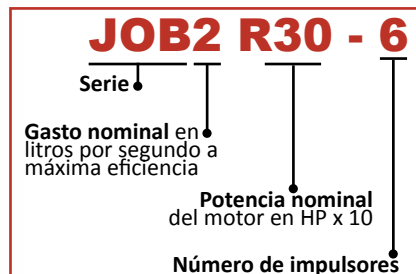 JOB2 R30 - 6
Serie
Gasto nominal en
litros por segundo a
máxima eficiencia
Potencia nominal
del motor en HP x 10
Número de impulsores